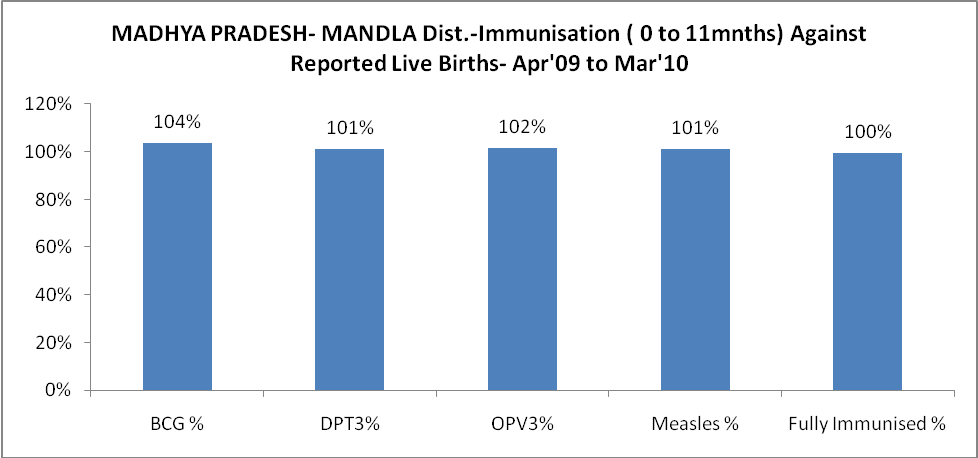 MADHYA PRADESH- MANDLA Dist.-Immunisation ( 0 to 11mnths) Against
Reported Live Births- Apr'09 to Mar'10
120%
100%
80%
60%
40%
20%
0%
104%
101%
102%
101%
100%
BCG %
DPT3%
OPV3%
Measles %
Fully Immunised %